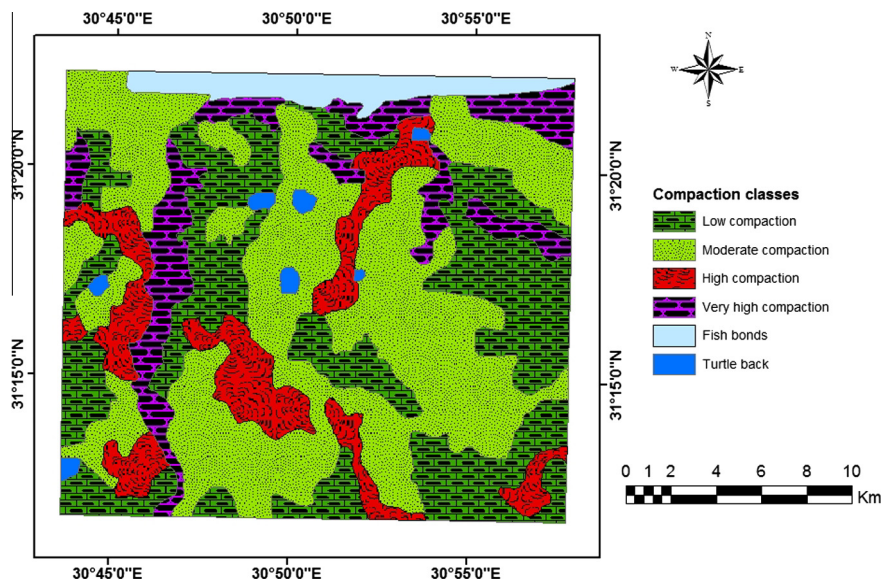 30°45'0"E 30°50'0"E 30°55'0"E
N
W E
S
31°20'0"N 31°20'0"N
Compaction classes
Low compaction
Moderate compaction
High compaction
Very high compaction
Fish bonds
Turtle back
31°15'0"N 31°15'0"N
0 1 2 4 6 8 10
Km
30°45'0"E 30°50'0"E 30°55'0"E